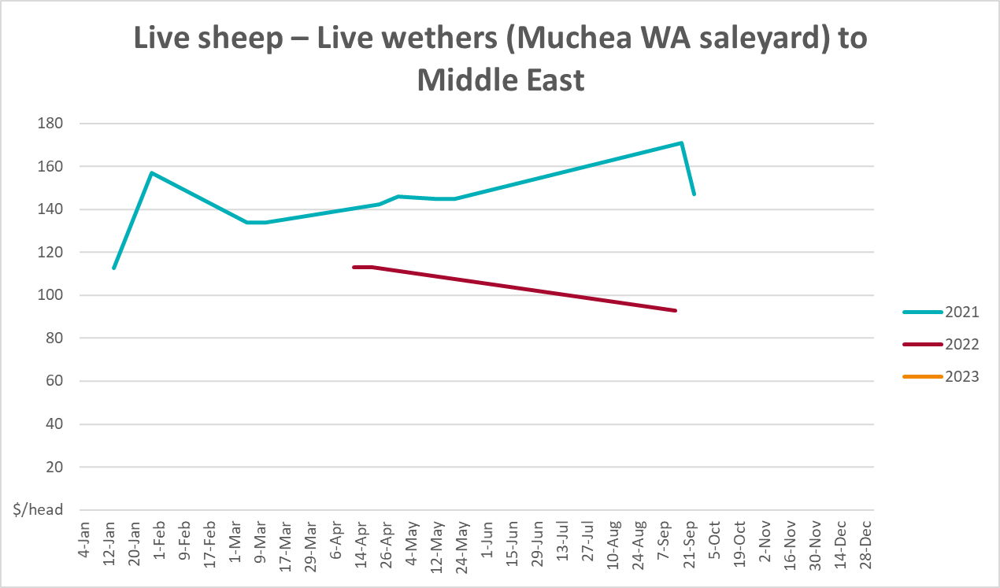 Live sheep – Live wethers (Muchea WA saleyard) to
Middle East
180
160
140
120
100
80
60
40
20
$/head
4-Jan
12-Jan
20-Jan
1-Feb
9-Feb
17-Feb
1-Mar
9-Mar
17-Mar
29-Mar
6-Apr
14-Apr
26-Apr
4-May
12-May
24-May
1-Jun
15-Jun
29-Jun
13-Jul
27-Jul
10-Aug
24-Aug
7-Sep
21-Sep
5-Oct
19-Oct
2-Nov
16-Nov
30-Nov
14-Dec
28-Dec
2021
2022
2023